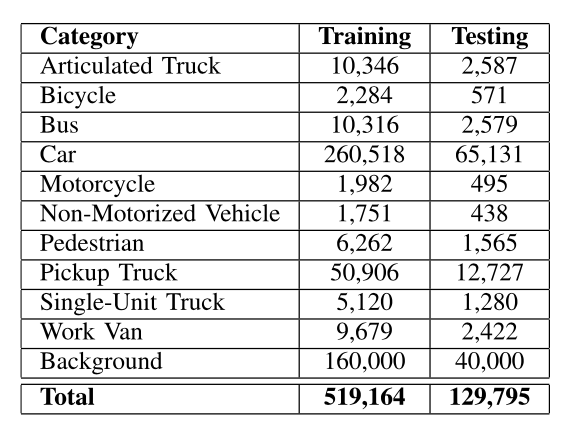 Category Training Testing
Articulated Truck 10,346 2,587
Bicycle 2,284 571
Bus 10,316 2,579
Car 260,518 65,131
Motorcycle 1,982 495
Non-Motorized Vehicle 1,751 438
Pedestrian 6,262 1,565
Pickup Truck 50,906 12,727
Single-Unit Truck 5,120 1,280
Work Van 9,679 2,422
Background 160,000 40,000
Total 519,164 129,795